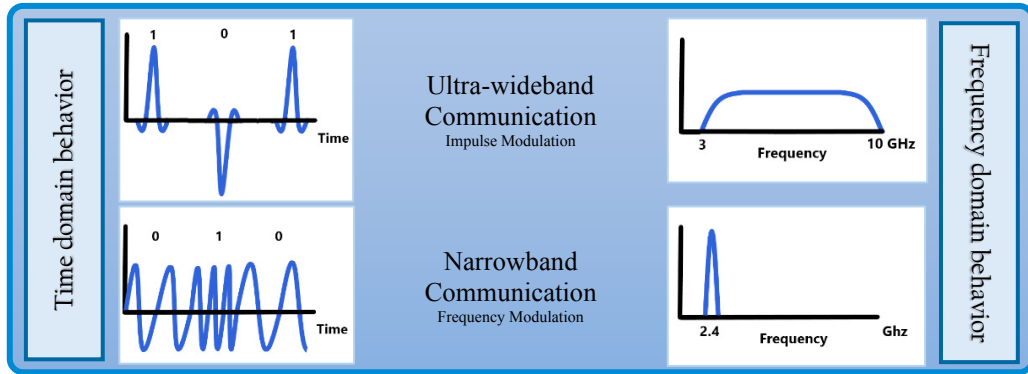 Time domain behavior
1 0 1
Time
Ultra-wideband
Communication
Impulse Modulation
3 10 GHz
Frequency
0 1 0
Time
Narrowband
Communication
Frequency Modulation
2.4 Ghz
Frequency
Frequency domain behavior